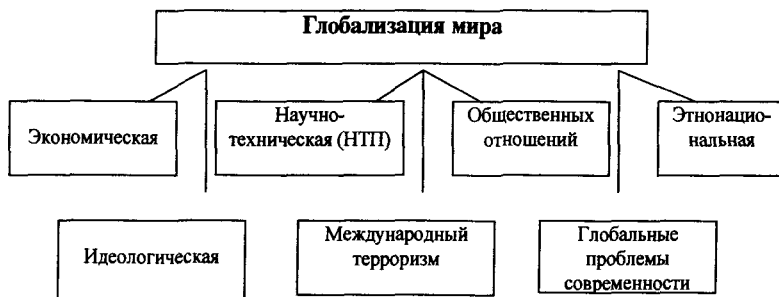 Глобализация мира
Экономическая
Научно-
техническая (НТП)
Общественных
отношений
Этнонацио-
нальная
Идеологическая
Международный
терроризм
Глобальные
проблемы
современности